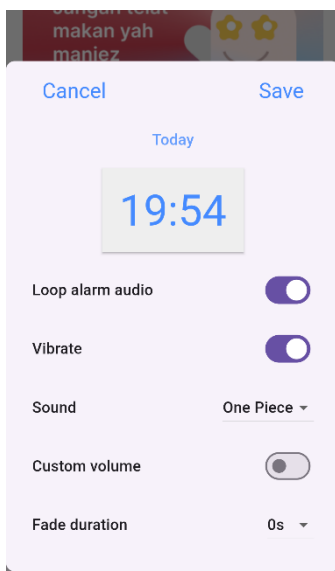 Jangan telat
makan yah
maniez
Cancel Save
Today
19:54
Loop alarm audio
Vibrate
Sound One Piece
Custom volume
Fade duration 0s